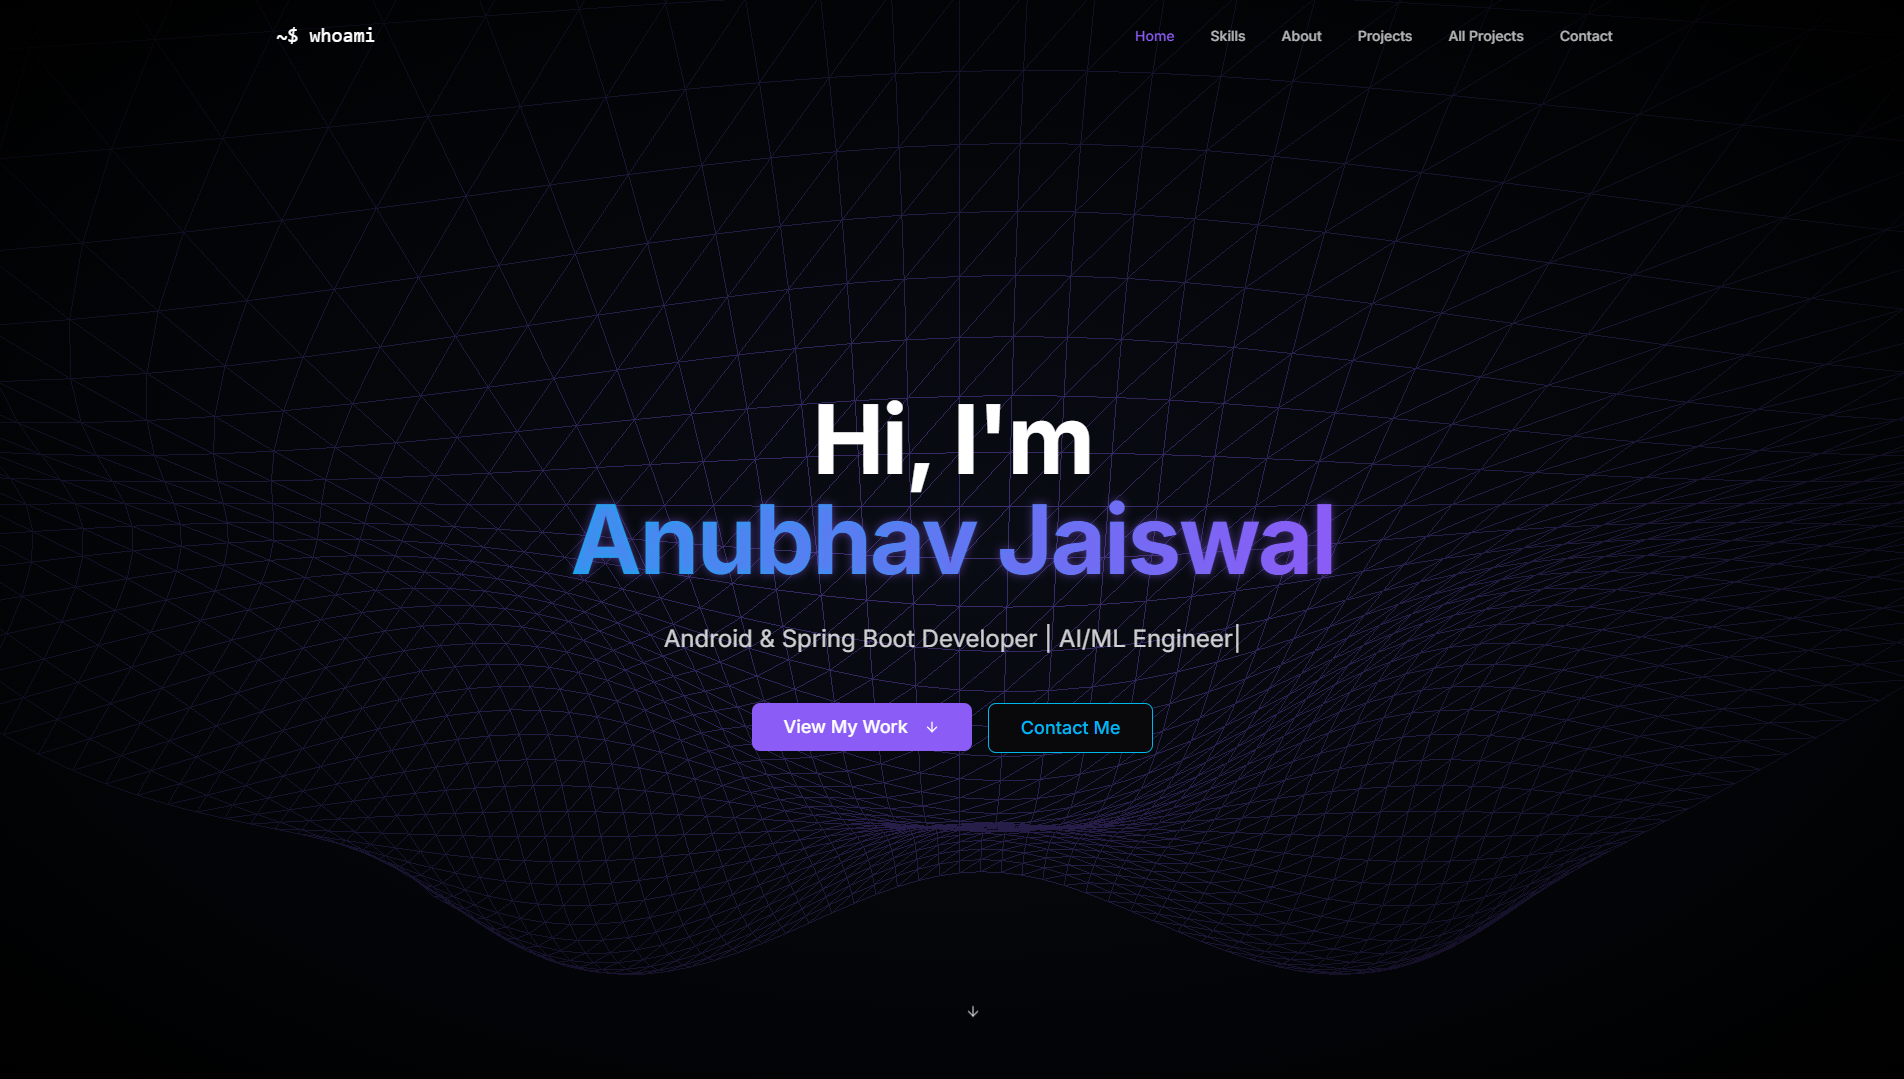 ~$ whoami
Home Skills About Projects All Projects Contact
Hi, I'm
Anubhav Jaiswal
Android & Spring Boot Developer | AI/ML Engineer|
View My Work ↓
Contact Me